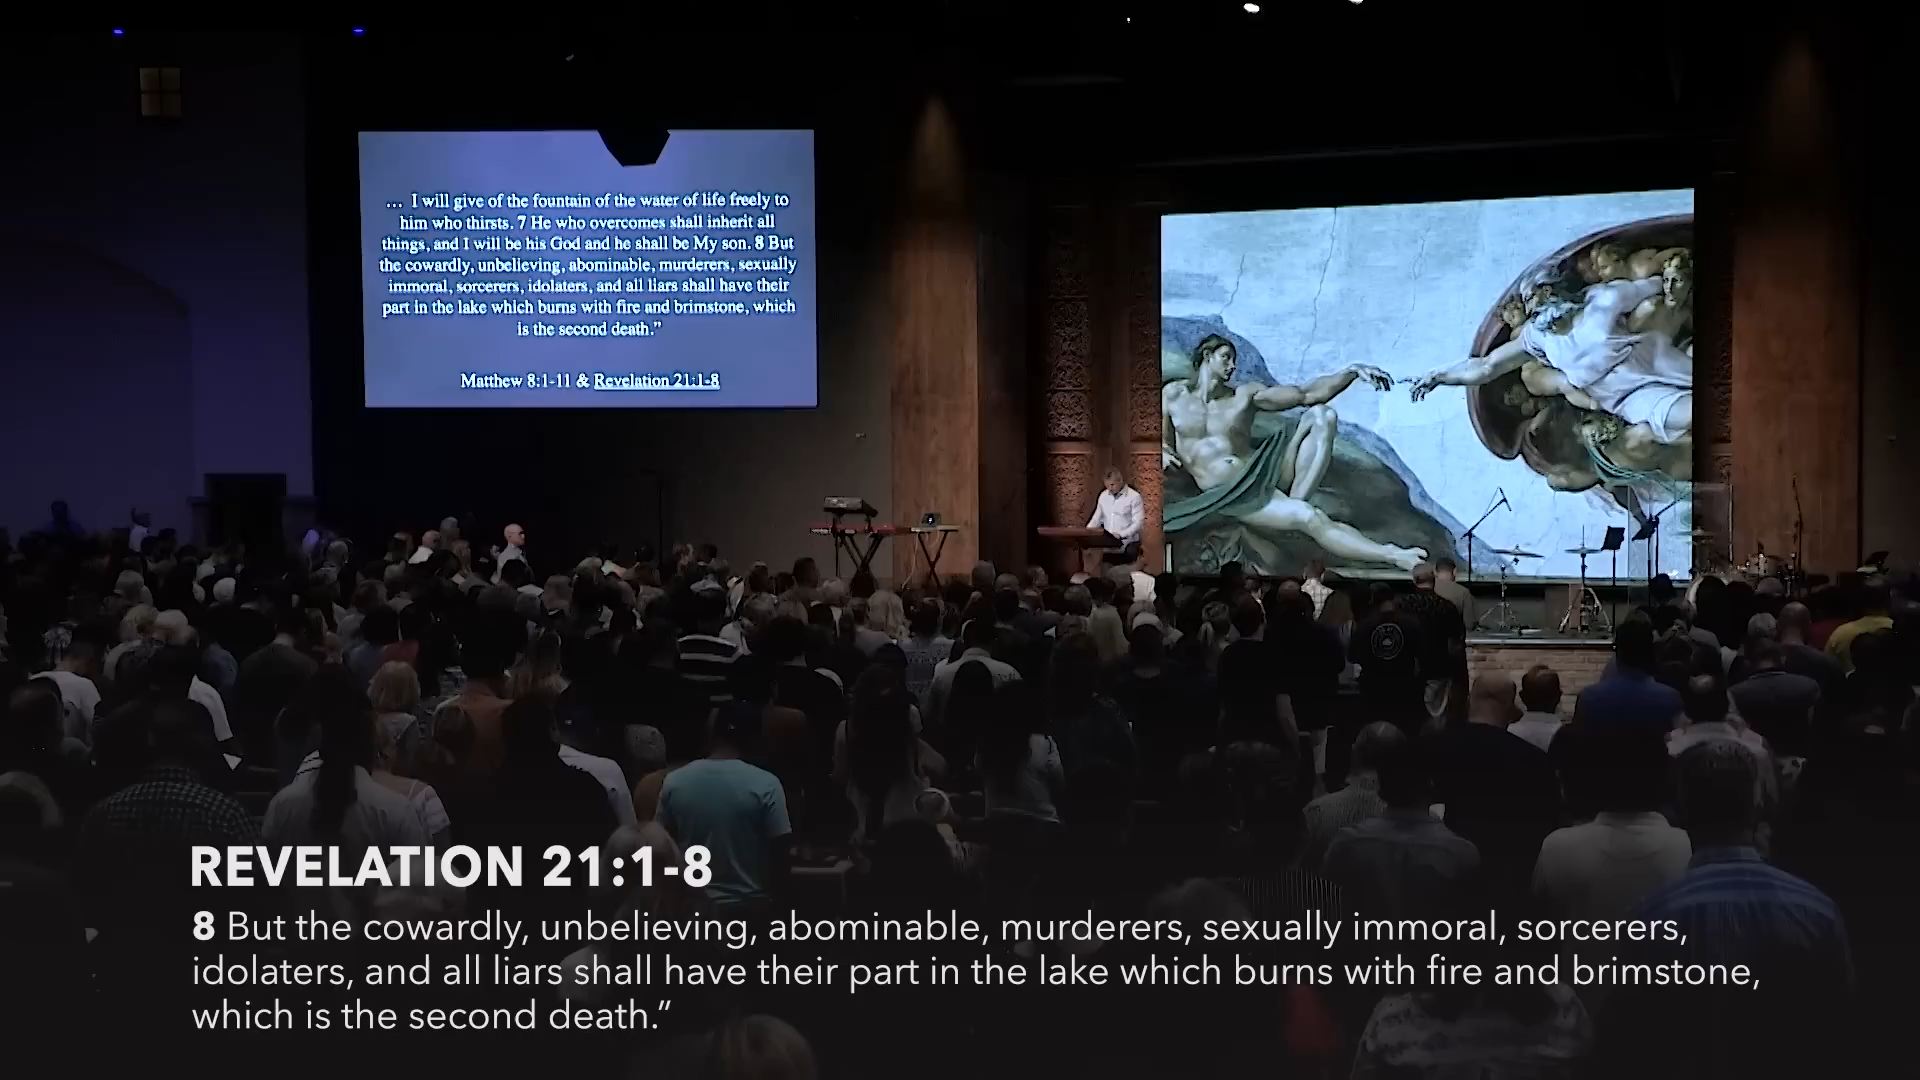 … I will give of the fountain of the water of life freely to
him who thirsts. 7 He who overcomes shall inherit all
things, and I will be his God and he shall be My son. 8 But
the cowardly, unbelieving, abominable, murderers, sexually
immoral, sorcerers, idolaters, and all liars shall have their
part in the lake which burns with fire and brimstone, which
is the second death.”
Matthew 8:1-11 & Revelation 21:1-8
REVELATION 21:1-8
8 But the cowardly, unbelieving, abominable, murderers, sexually immoral, sorcerers,
idolaters, and all liars shall have their part in the lake which burns with fire and brimstone,
which is the second death.”